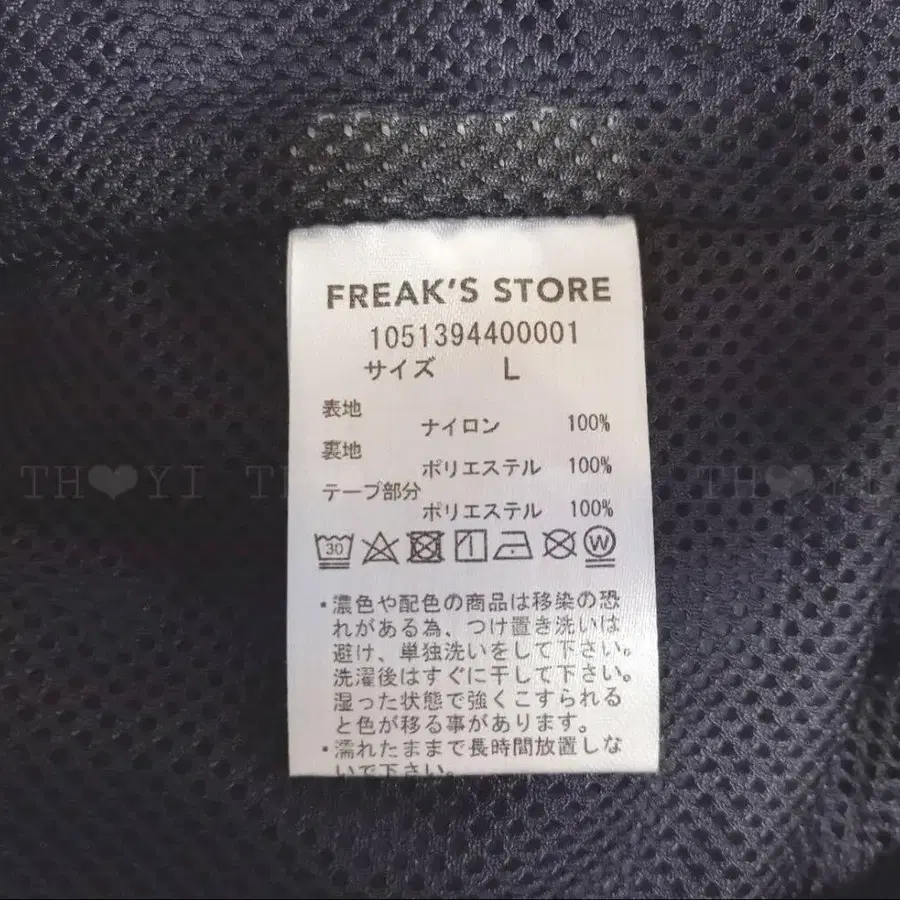 FREAK'S STORE
1051394400001
サイズ L
表地
ナイロン 100%
裏地
ポリエステル 100%
テープ部分
ポリエステル 100%
30 W
・濃色や配色の商品は移染の恐
れがある為、つけ置き洗いは
避け、単独洗いをして下さい。
洗濯後はすぐに干して下さい。
湿った状態で強くこすられる
と色が移る事があります。
・濡れたままで長時間放置しな
いで下さい。
TH♥YI TH♥YI